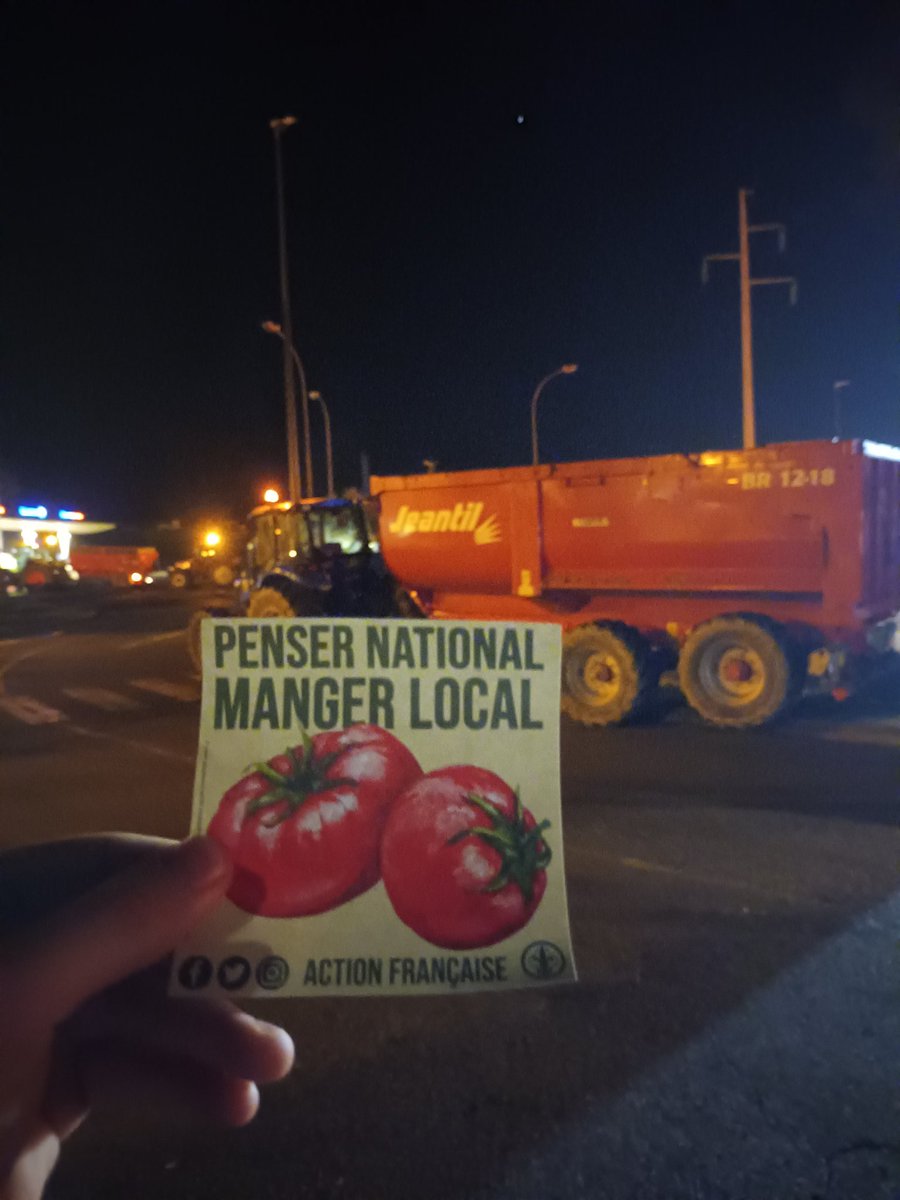 Jeantil
BR 12-18
PENSER NATIONAL
MANGER LOCAL
ACTION FRANÇAISE